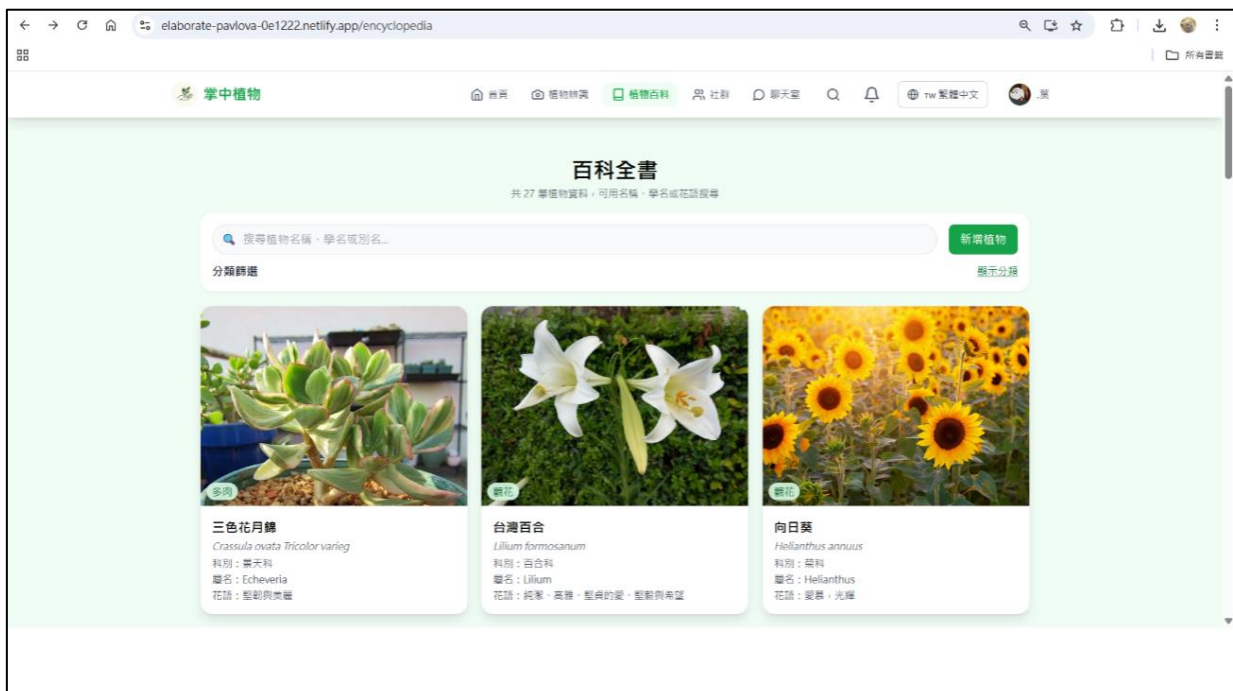 elaborate-pavlova-0e1222.netlify.app/encyclopedia
所有書籤
掌中植物
首頁
植物辨識
植物百科
社群
聊天室
TW 繁體中文
.葉
百科全書
共 27 筆植物資料，可用名稱、學名或花語搜尋
搜尋植物名稱、學名或別名...
新增植物
分類篩選
顯示分類
多肉
觀花
觀花
三色花月錦
Crassula ovata Tricolor varieg
科別：景天科
屬名：Echeveria
花語：堅韌與美麗
台灣百合
Lilium formosanum
科別：百合科
屬名：Lilium
花語：純潔、高雅、堅貞的愛、堅毅與希望
向日葵
Helianthus annuus
科別：菊科
屬名：Helianthus
花語：愛慕，光輝